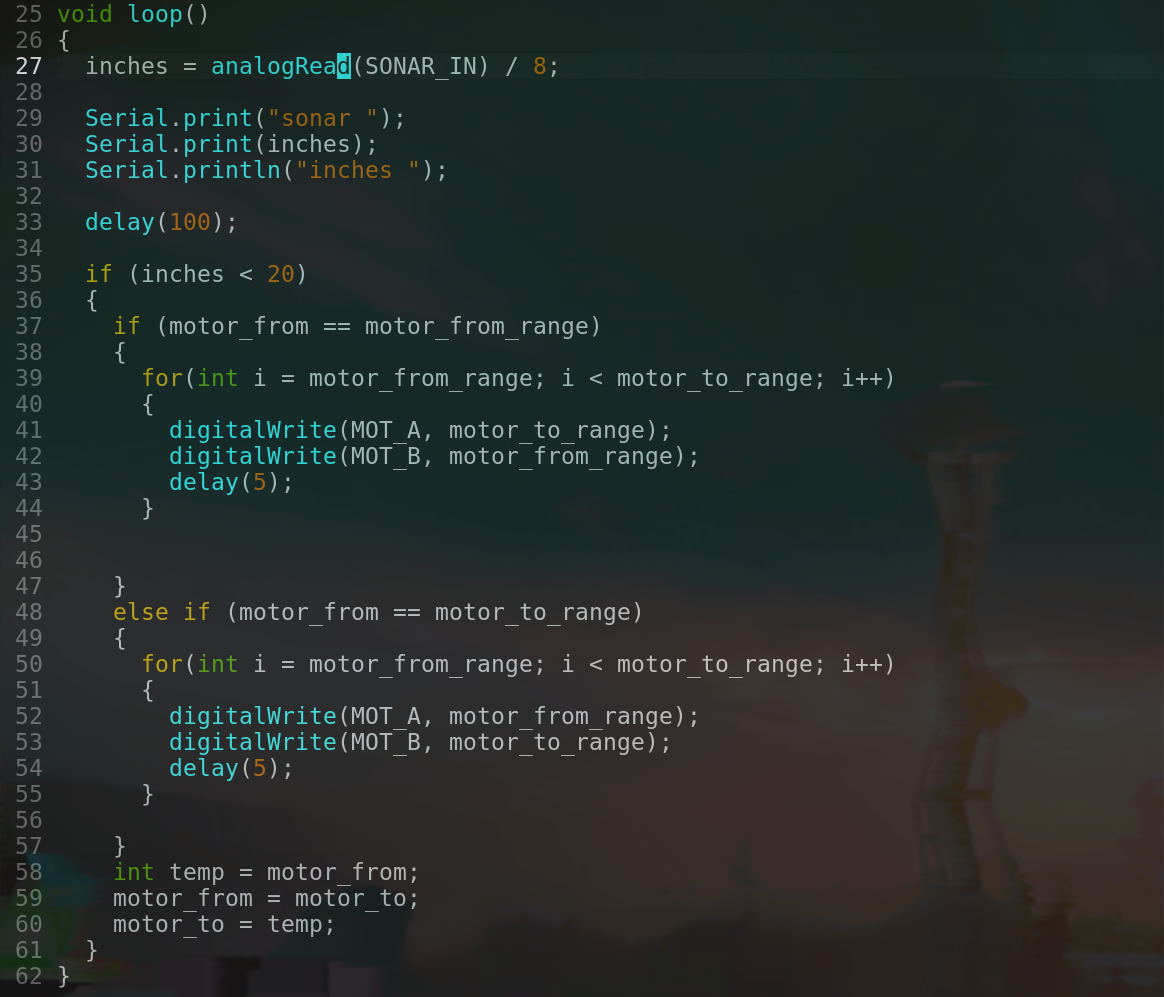 25 void loop()
26 {
27   inches = analogRead(SONAR_IN) / 8;
28
29   Serial.print("sonar ");
30   Serial.print(inches);
31   Serial.println("inches ");
32
33   delay(100);
34
35   if (inches < 20)
36   {
37     if (motor_from == motor_from_range)
38     {
39       for(int i = motor_from_range; i < motor_to_range; i++)
40       {
41         digitalWrite(MOT_A, motor_to_range);
42         digitalWrite(MOT_B, motor_from_range);
43         delay(5);
44       }
45
46
47     }
48     else if (motor_from == motor_to_range)
49     {
50       for(int i = motor_from_range; i < motor_to_range; i++)
51       {
52         digitalWrite(MOT_A, motor_from_range);
53         digitalWrite(MOT_B, motor_to_range);
54         delay(5);
55       }
56
57     }
58     int temp = motor_from;
59     motor_from = motor_to;
60     motor_to = temp;
61   }
62 }